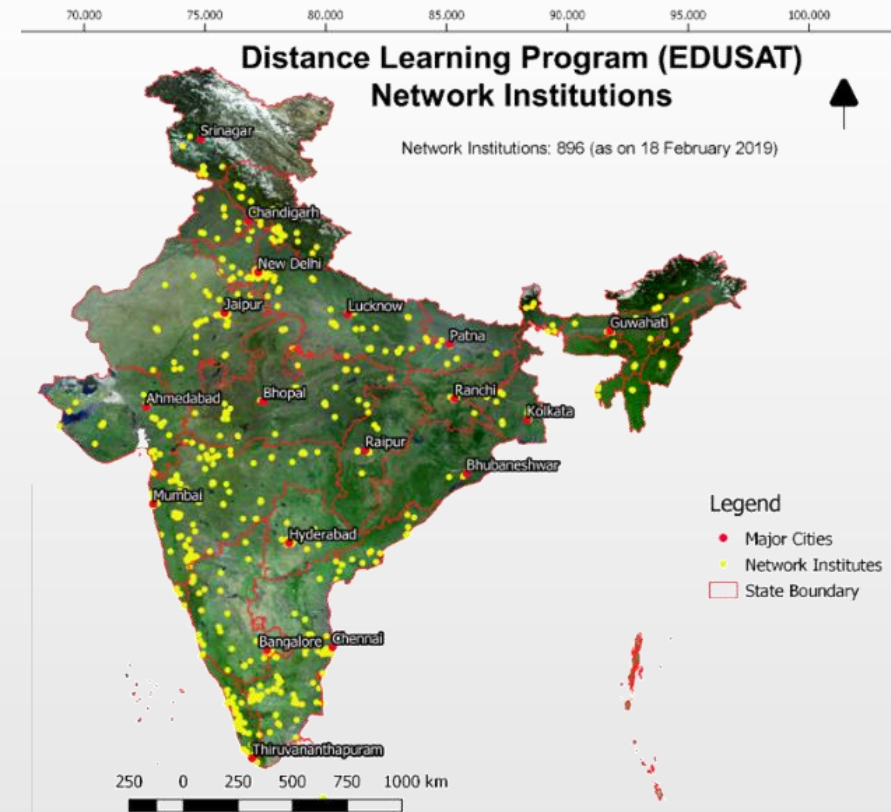 70.000 75.000 80.000 85.000 90.000 95.000 100.000
Distance Learning Program (EDUSAT)
Network Institutions
Network Institutions: 896 (as on 18 February 2019)
Srinagar
Chandigarh
New Delhi
Jaipur
Lucknow
Guwahati
Patna
Ahmedabad
Bhopal
Ranchi
Kolkata
Raipur
Bhubaneshwar
Mumbai
Hyderabad
Legend
Major Cities
Network Institutes
State Boundary
Bangalore
Chennai
Thiruvananthapuram
250 0 250 500 750 1000 km